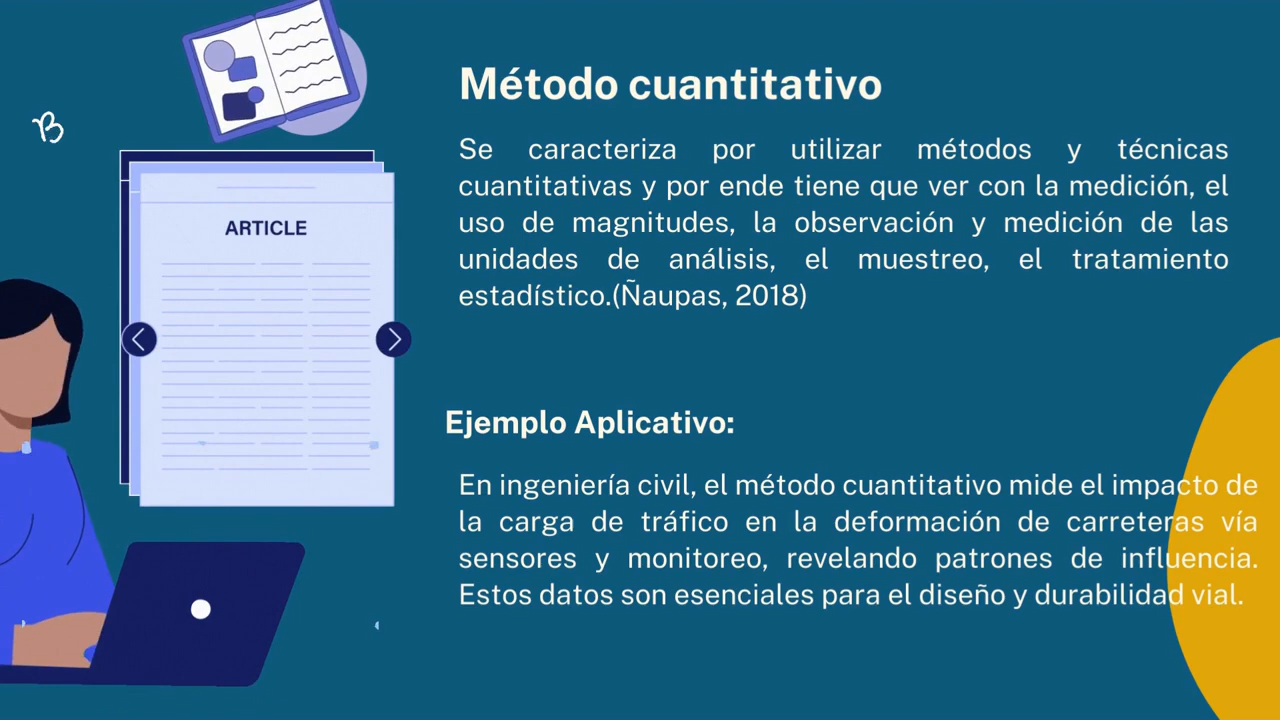 Método cuantitativo
Se caracteriza por utilizar métodos y técnicas
cuantitativas y por ende tiene que ver con la medición, el
uso de magnitudes, la observación y medición de las
unidades de análisis, el muestreo, el tratamiento
estadístico.(Ñaupas, 2018)
ARTICLE
Ejemplo Aplicativo:
En ingeniería civil, el método cuantitativo mide el impacto de
la carga de tráfico en la deformación de carreteras vía
sensores y monitoreo, revelando patrones de influencia.
Estos datos son esenciales para el diseño y durabilidad vial.